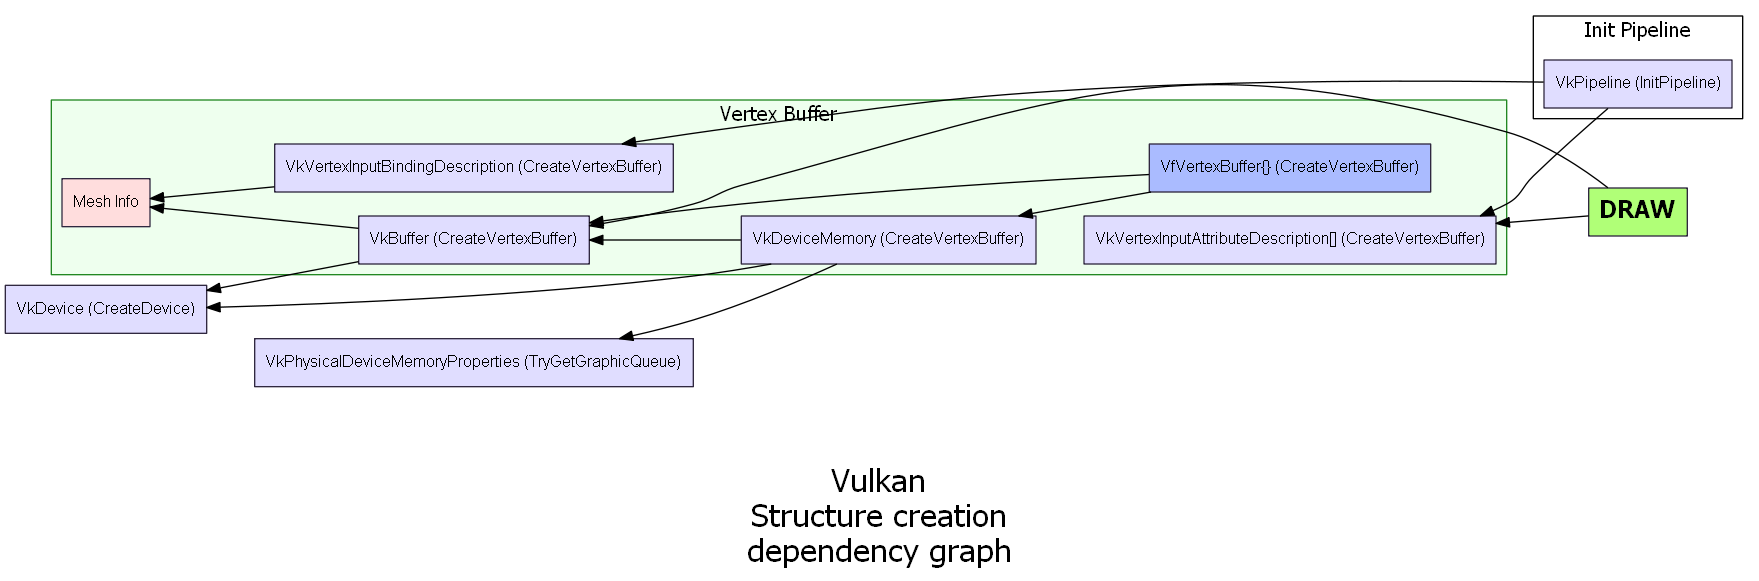 Init Pipeline
VkPipeline (InitPipeline)
Vertex Buffer
VkVertexInputBindingDescription (CreateVertexBuffer)
VfVertexBuffer{} (CreateVertexBuffer)
Mesh Info
DRAW
VkBuffer (CreateVertexBuffer)
VkDeviceMemory (CreateVertexBuffer)
VkVertexInputAttributeDescription[] (CreateVertexBuffer)
VkDevice (CreateDevice)
VkPhysicalDeviceMemoryProperties (TryGetGraphicQueue)
Vulkan
Structure creation
dependency graph